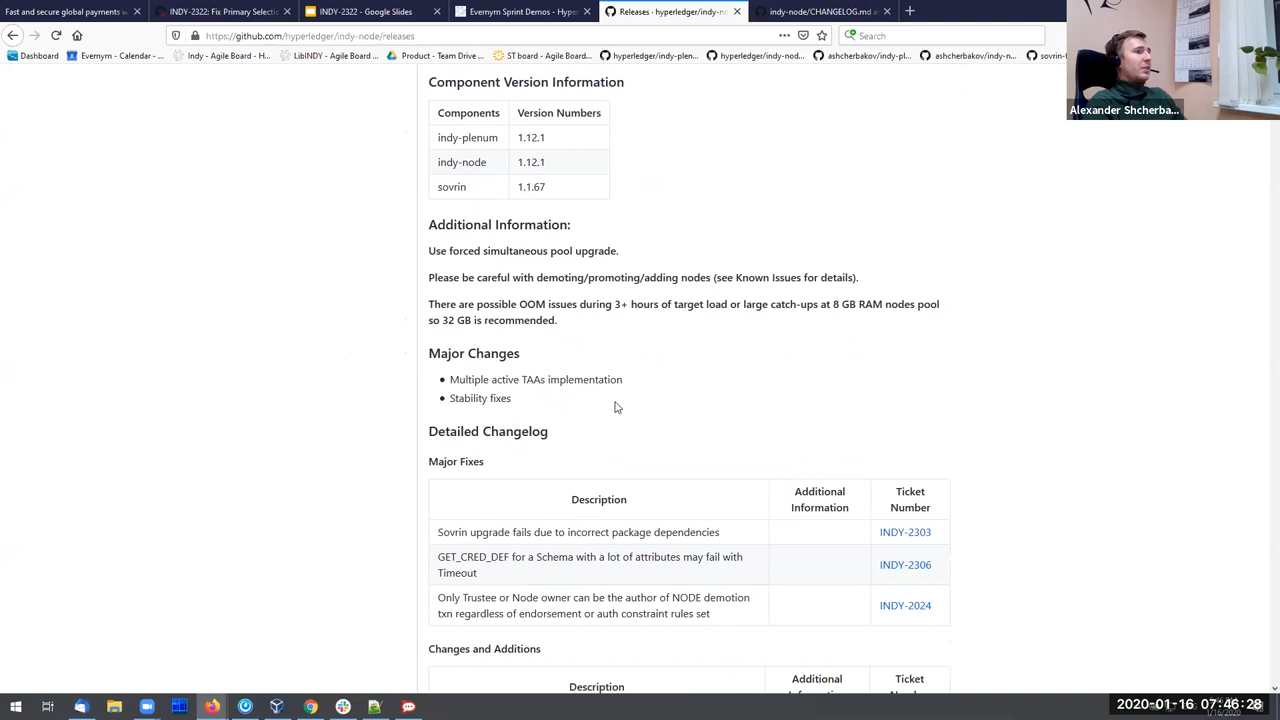 Fast and secure global payments w
INDY-2322: Fix Primary Selectio
INDY-2322 - Google Slides
Evernym Sprint Demos - Hyper
Releases · hyperledger/indy-no
indy-node/CHANGELOG.md at
https://github.com/hyperledger/indy-node/releases
Search
Dashboard
Evernym - Calendar -...
Indy - Agile Board - H...
LibINDY - Agile Board...
Product - Team Drive ...
ST board - Agile Board...
hyperledger/indy-plen...
hyperledger/indy-nod...
ashcherbakov/indy-pl...
ashcherbakov/indy-n...
sovrin-t
Alexander Shcherba...
Component Version Information
Components Version Numbers
indy-plenum 1.12.1
indy-node 1.12.1
sovrin 1.1.67
Additional Information:
Use forced simultaneous pool upgrade.
Please be careful with demoting/promoting/adding nodes (see Known Issues for details).
There are possible OOM issues during 3+ hours of target load or large catch-ups at 8 GB RAM nodes pool
so 32 GB is recommended.
Major Changes
Multiple active TAAs implementation
Stability fixes
Detailed Changelog
Major Fixes
Description
Additional
Information
Ticket
Number
Sovrin upgrade fails due to incorrect package dependencies
INDY-2303
GET_CRED_DEF for a Schema with a lot of attributes may fail with
Timeout
INDY-2306
Only Trustee or Node owner can be the author of NODE demotion
txn regardless of endorsement or auth constraint rules set
INDY-2024
Changes and Additions
Description
Additional
Ticket
2020-01-16 07:46:28